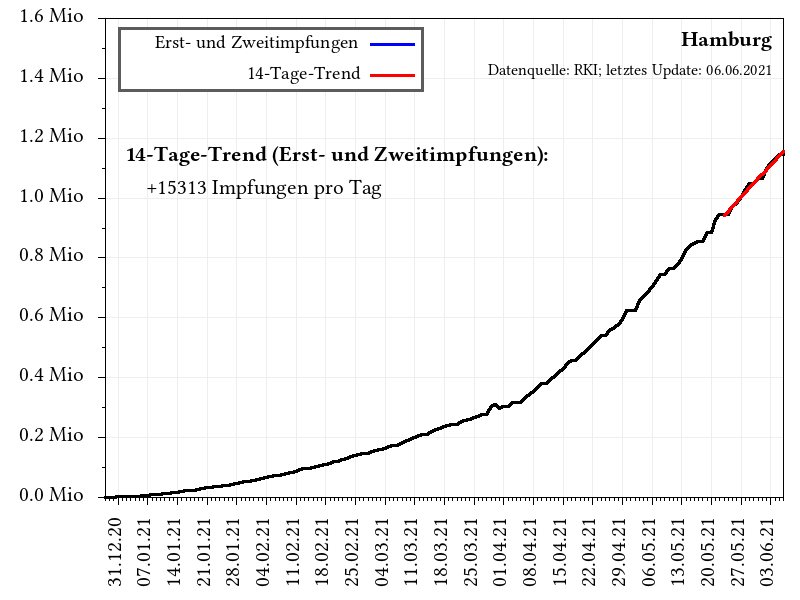 1.6 Mio
1.4 Mio
1.2 Mio
1.0 Mio
0.8 Mio
0.6 Mio
0.4 Mio
0.2 Mio
0.0 Mio
Erst- und Zweitimpfungen
14-Tage-Trend
Hamburg
Datenquelle: RKI; letztes Update: 06.06.2021
14-Tage-Trend (Erst- und Zweitimpfungen):
+15313 Impfungen pro Tag
31.12.20
07.01.21
14.01.21
21.01.21
28.01.21
04.02.21
11.02.21
18.02.21
25.02.21
04.03.21
11.03.21
18.03.21
25.03.21
01.04.21
08.04.21
15.04.21
22.04.21
29.04.21
06.05.21
13.05.21
20.05.21
27.05.21
03.06.21